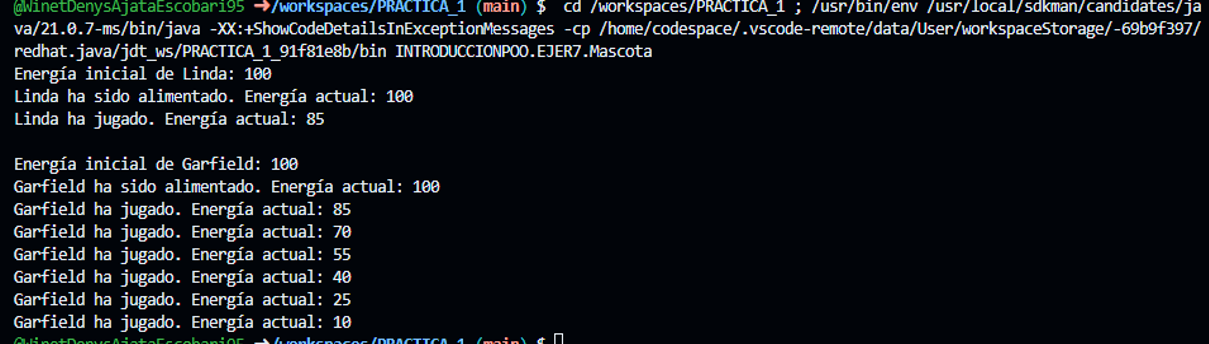 @WinetDenysAjataEscobari95 ➜/workspaces/PRACTICA_1 (main) $  cd /workspaces/PRACTICA_1 ; /usr/bin/env /usr/local/sdkman/candidates/ja
va/21.0.7-ms/bin/java -XX:+ShowCodeDetailsInExceptionMessages -cp /home/codespace/.vscode-remote/data/User/workspaceStorage/-69b9f397/
redhat.java/jdt_ws/PRACTICA_1_91f81e8b/bin INTRODUCCIONPOO.EJER7.Mascota
Energía inicial de Linda: 100
Linda ha sido alimentado. Energía actual: 100
Linda ha jugado. Energía actual: 85
Energía inicial de Garfield: 100
Garfield ha sido alimentado. Energía actual: 100
Garfield ha jugado. Energía actual: 85
Garfield ha jugado. Energía actual: 70
Garfield ha jugado. Energía actual: 55
Garfield ha jugado. Energía actual: 40
Garfield ha jugado. Energía actual: 25
Garfield ha jugado. Energía actual: 10
@WinetDenysAjataEscobari95 ➜/workspaces/PRACTICA_1 (main) $